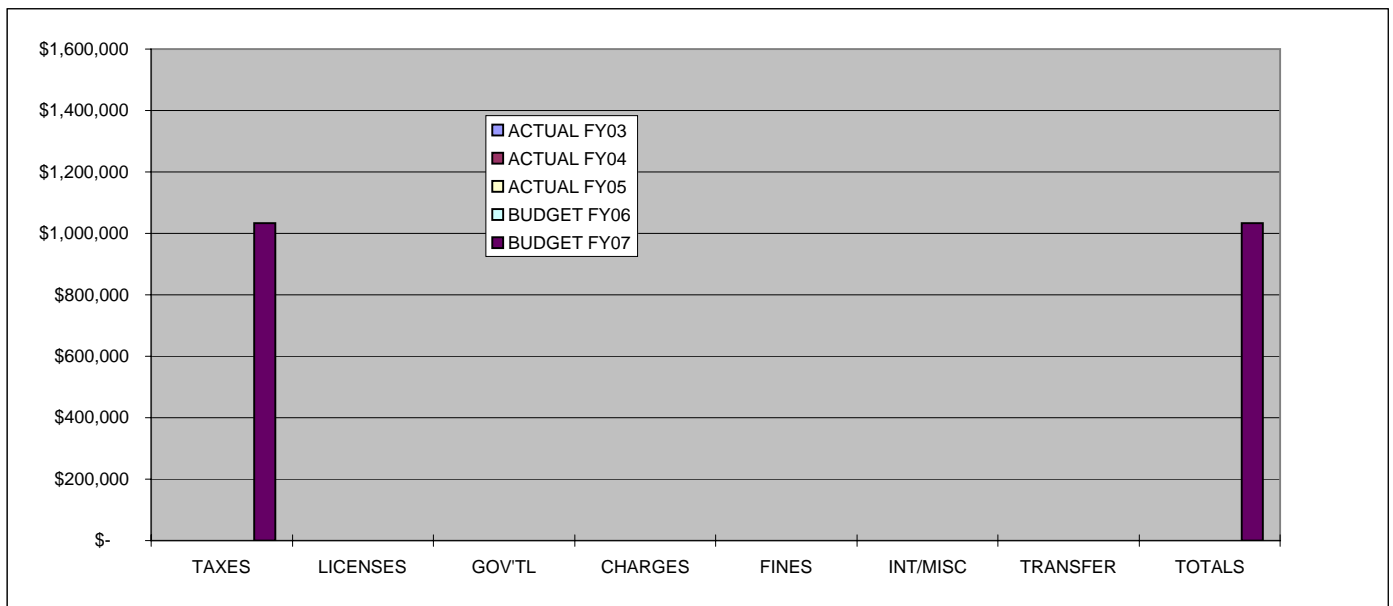 $1,600,000
$1,400,000
$1,200,000
$1,000,000
$800,000
$600,000
$400,000
$200,000
$-
ACTUAL FY03
ACTUAL FY04
ACTUAL FY05
BUDGET FY06
BUDGET FY07
TAXES LICENSES GOV'TL CHARGES FINES INT/MISC TRANSFER TOTALS